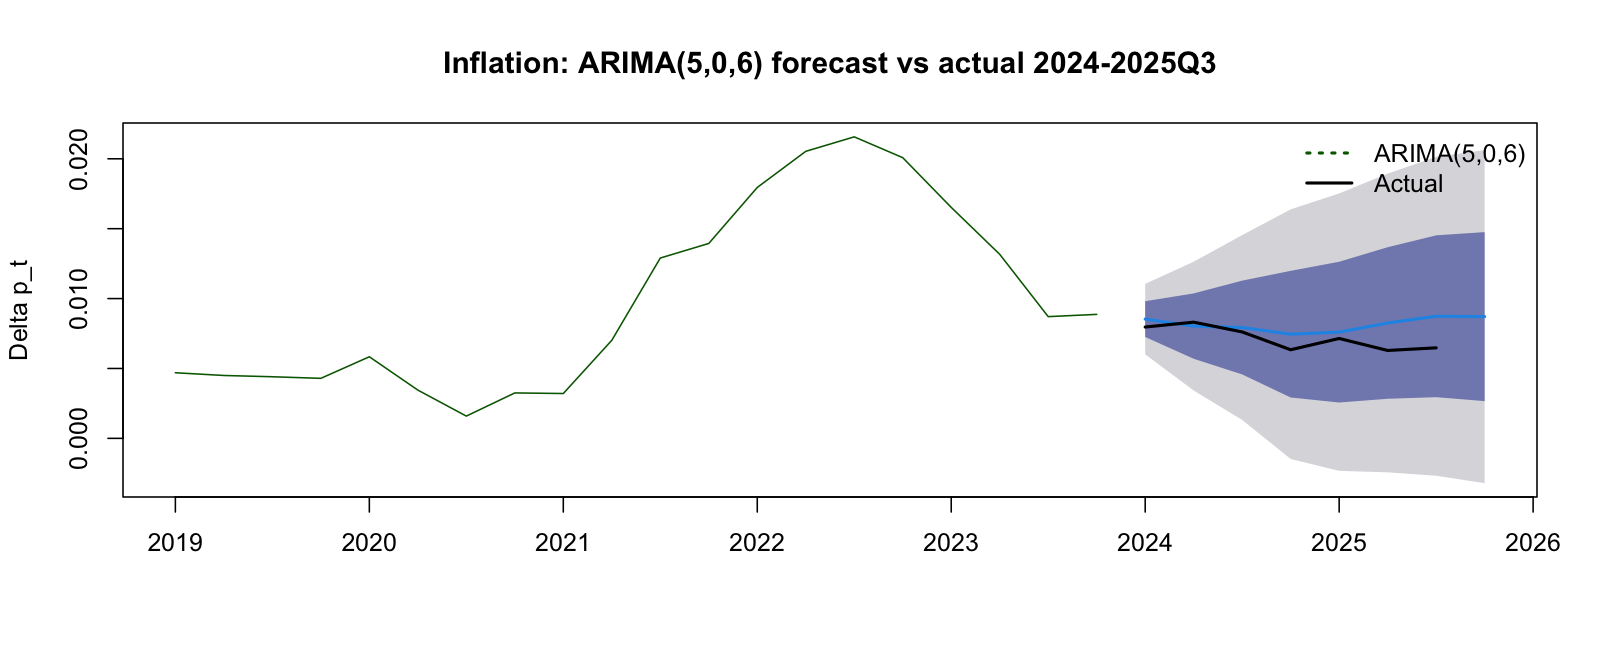 Inflation: ARIMA(5,0,6) forecast vs actual 2024-2025Q3
ARIMA(5,0,6)
Actual
Delta p_t
0.020
0.010
0.000
2019 2020 2021 2022 2023 2024 2025 2026